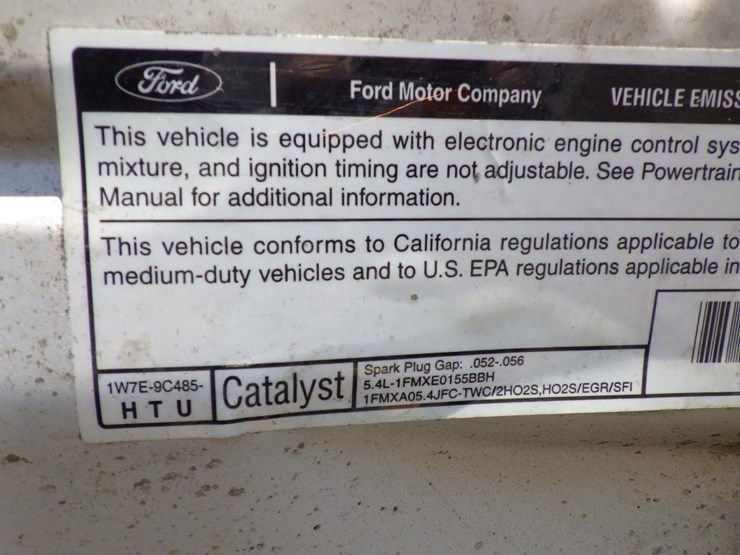 Ford
Ford Motor Company
VEHICLE EMISS
This vehicle is equipped with electronic engine control sys
mixture, and ignition timing are not adjustable. See Powertrain
Manual for additional information.
This vehicle conforms to California regulations applicable to
medium-duty vehicles and to U.S. EPA regulations applicable in
1W7E-9C485-
HTU
Catalyst
Spark Plug Gap: .052-.056
5.4L-1FMXE0155BBH
1FMXA05.4JFC-TWC/2HO2S,HO2S/EGR/SFI